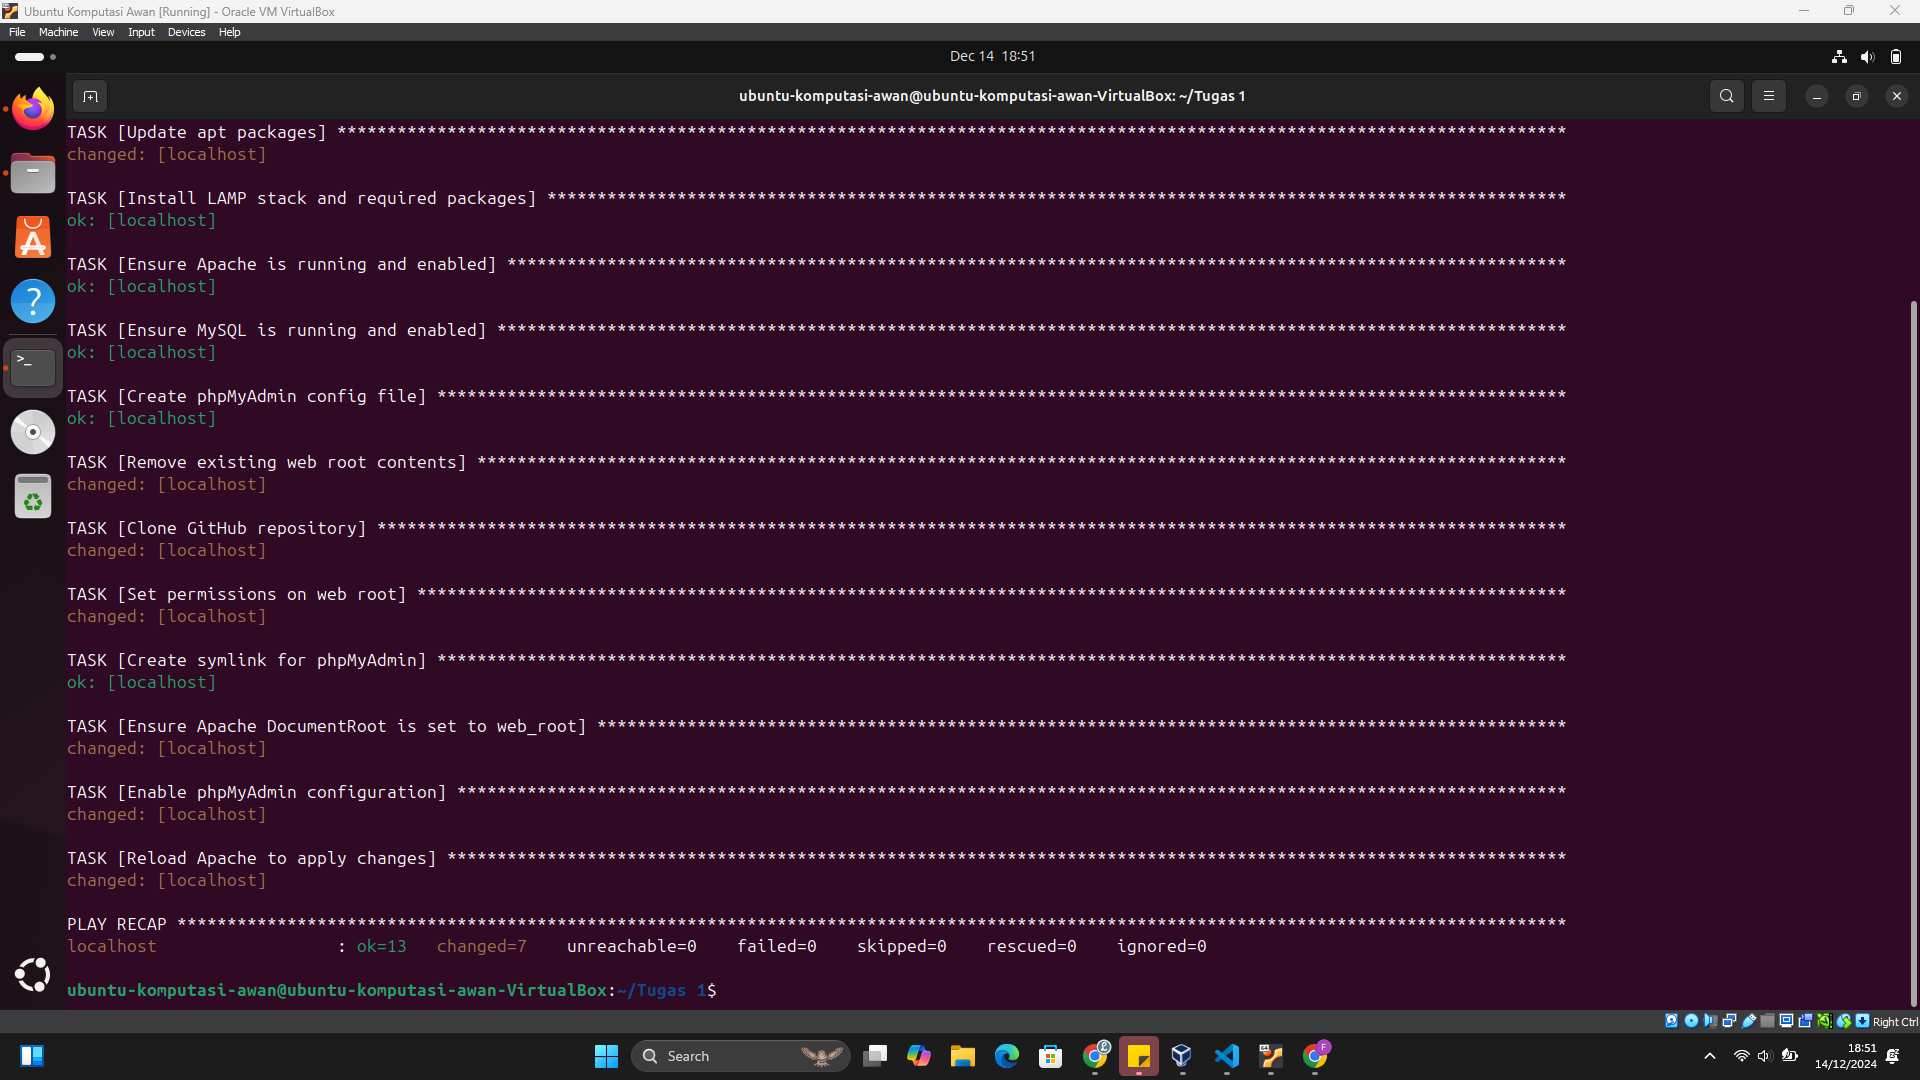 Ubuntu Komputasi Awan [Running] - Oracle VM VirtualBox
File Machine View Input Devices Help
Dec 14 18:51
ubuntu-komputasi-awan@ubuntu-komputasi-awan-VirtualBox: ~/Tugas 1
TASK [Update apt packages] ***************************************************************************************************************************
changed: [localhost]
TASK [Install LAMP stack and required packages] ******************************************************************************************************
ok: [localhost]
TASK [Ensure Apache is running and enabled] **********************************************************************************************************
ok: [localhost]
TASK [Ensure MySQL is running and enabled] ***********************************************************************************************************
ok: [localhost]
TASK [Create phpMyAdmin config file] *****************************************************************************************************************
ok: [localhost]
TASK [Remove existing web root contents] *************************************************************************************************************
changed: [localhost]
TASK [Clone GitHub repository] ***********************************************************************************************************************
changed: [localhost]
TASK [Set permissions on web root] *******************************************************************************************************************
changed: [localhost]
TASK [Create symlink for phpMyAdmin] *****************************************************************************************************************
ok: [localhost]
TASK [Ensure Apache DocumentRoot is set to web_root] *************************************************************************************************
changed: [localhost]
TASK [Enable phpMyAdmin configuration] ***************************************************************************************************************
changed: [localhost]
TASK [Reload Apache to apply changes] ****************************************************************************************************************
changed: [localhost]
PLAY RECAP *******************************************************************************************************************************************
localhost                  : ok=13   changed=7    unreachable=0    failed=0    skipped=0    rescued=0    ignored=0
ubuntu-komputasi-awan@ubuntu-komputasi-awan-VirtualBox:~/Tugas 1$
Right Ctrl
Search
18:51
14/12/2024